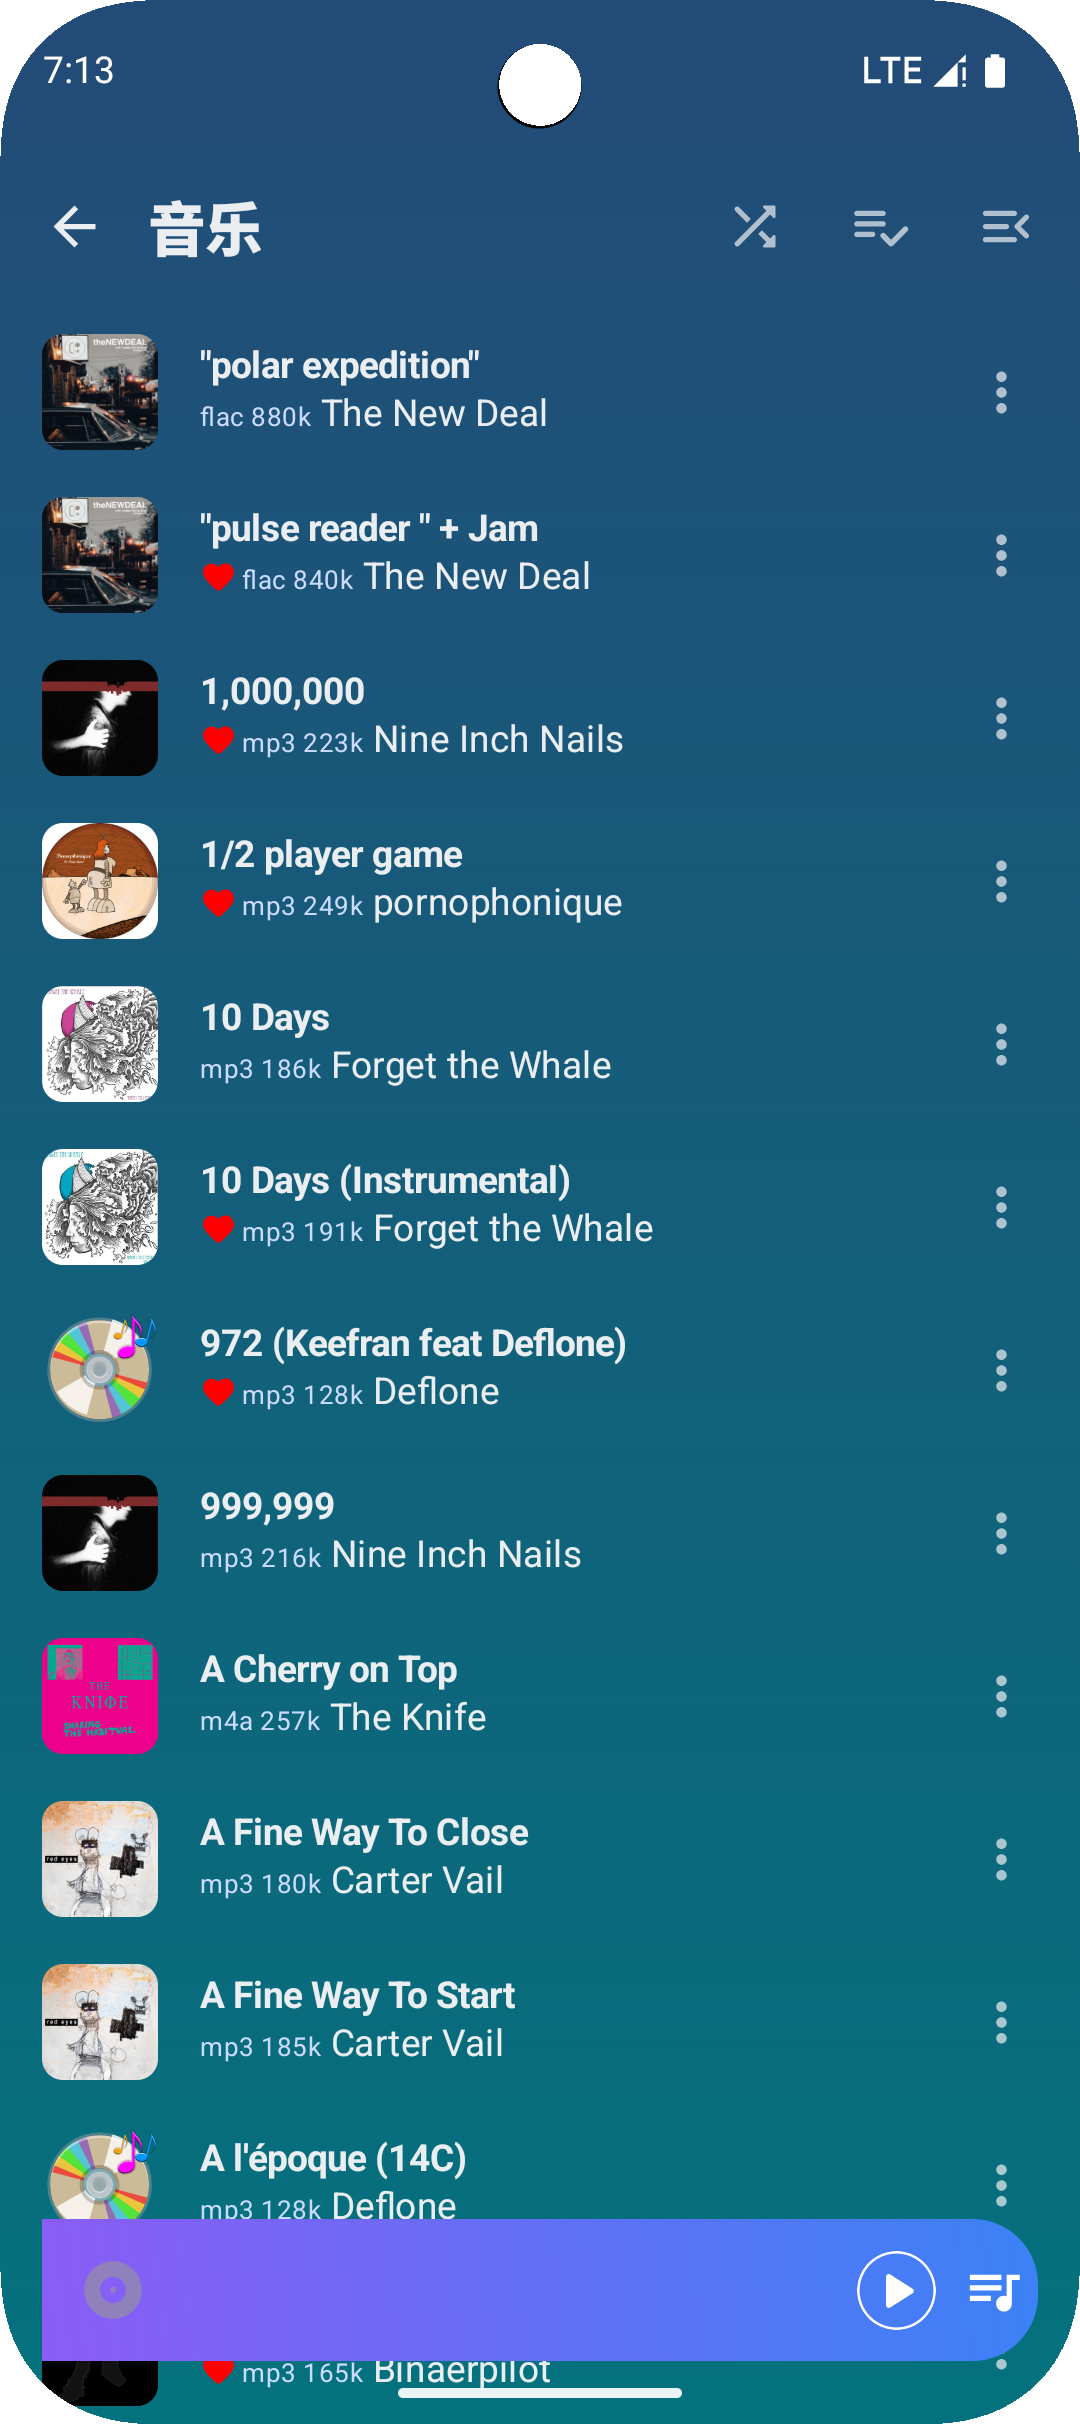 7:13
LTE
音乐
"polar expedition"
flac 880k The New Deal
"pulse reader " + Jam
flac 840k The New Deal
1,000,000
mp3 223k Nine Inch Nails
1/2 player game
mp3 249k pornophonique
10 Days
mp3 186k Forget the Whale
10 Days (Instrumental)
mp3 191k Forget the Whale
972 (Keefran feat Deflone)
mp3 128k Deflone
999,999
mp3 216k Nine Inch Nails
A Cherry on Top
m4a 257k The Knife
A Fine Way To Close
mp3 180k Carter Vail
A Fine Way To Start
mp3 185k Carter Vail
A l'époque (14C)
mp3 128k Deflone
mp3 165k Binaerpilot